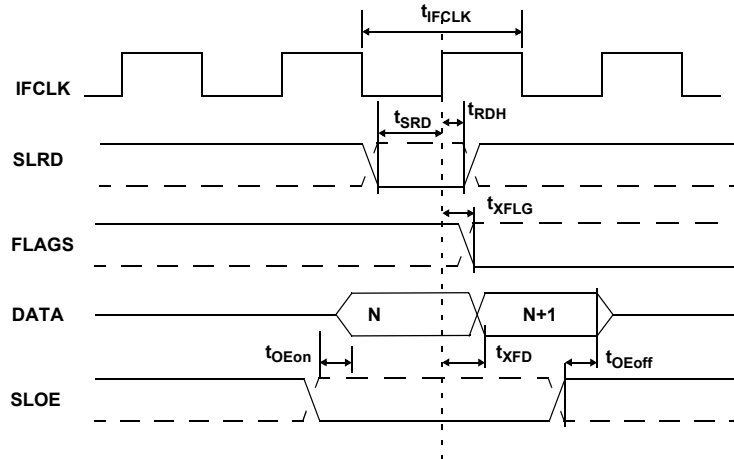 tIFCLK
IFCLK
tSRD
tRDH
SLRD
tXFLG
FLAGS
DATA
N
N+1
tOEon
tXFD
tOEoff
SLOE